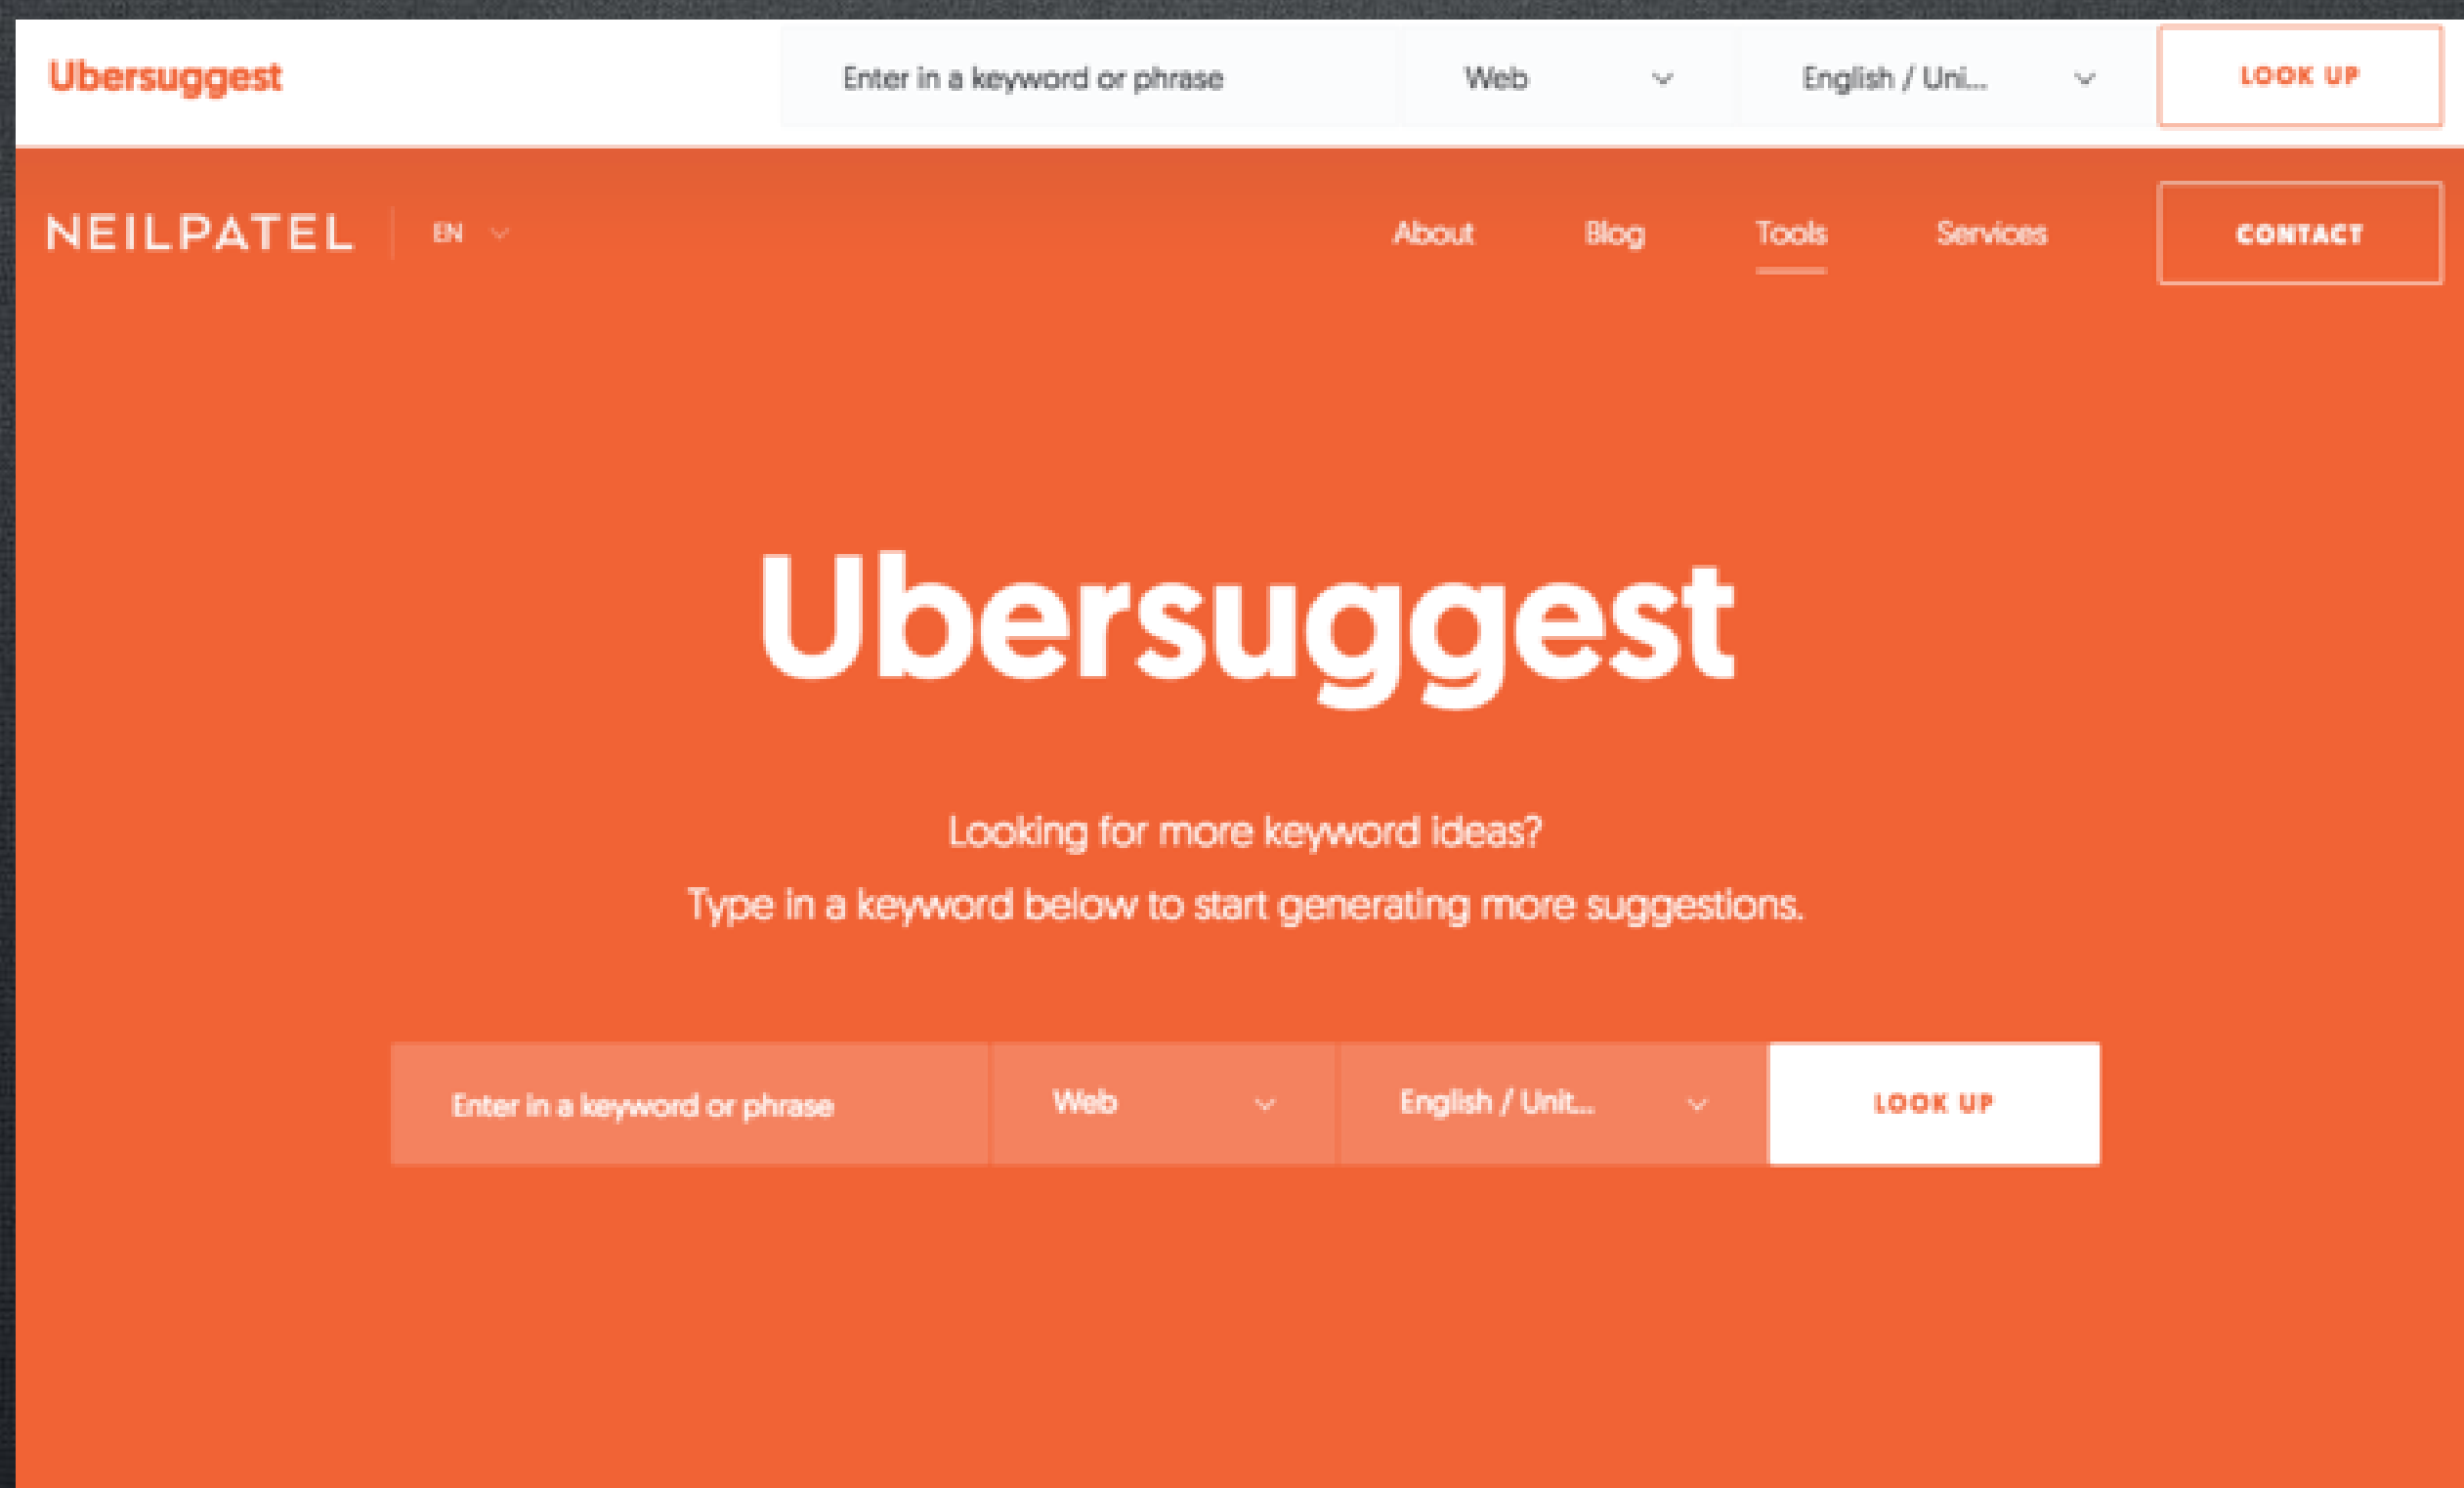 Ubersuggest Enter in a keyword or phrase Web English / Uni... LOOK UP
NEILPATEL EN About Blog Tools Services CONTACT
Ubersuggest
Looking for more keyword ideas?
Type in a keyword below to start generating more suggestions.
Enter in a keyword or phrase Web English / Unit... LOOK UP